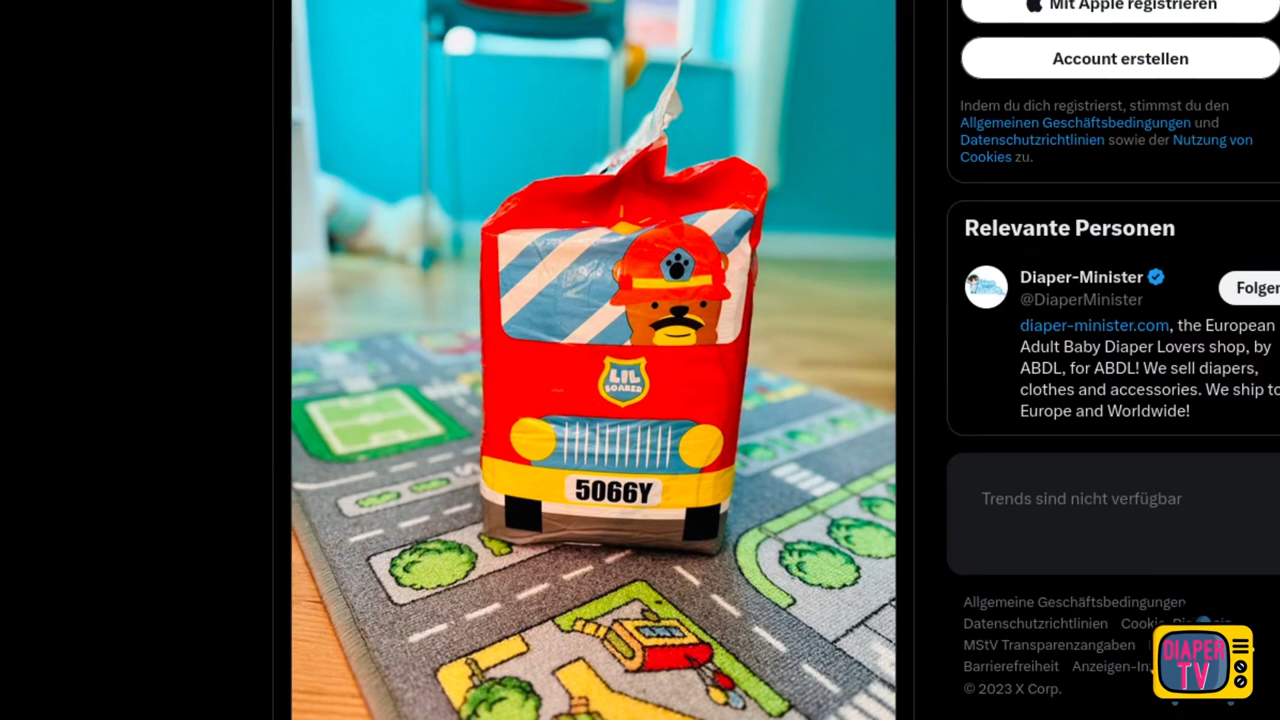 LIL
SOAKER
5066Y
Mit Apple registrieren
Account erstellen
Indem du dich registrierst, stimmst du den
Allgemeinen Geschäftsbedingungen und
Datenschutzrichtlinien sowie der Nutzung von
Cookies zu.
Relevante Personen
Diaper-Minister
@DiaperMinister
Folgen
diaper-minister.com, the European
Adult Baby Diaper Lovers shop, by
ABDL, for ABDL! We sell diapers,
clothes and accessories. We ship to
Europe and Worldwide!
Trends sind nicht verfügbar
Allgemeine Geschäftsbedingungen
Datenschutzrichtlinien
MStV Transparenzangaben
Barrierefreiheit
© 2023 X Corp.
DIAPER
TV